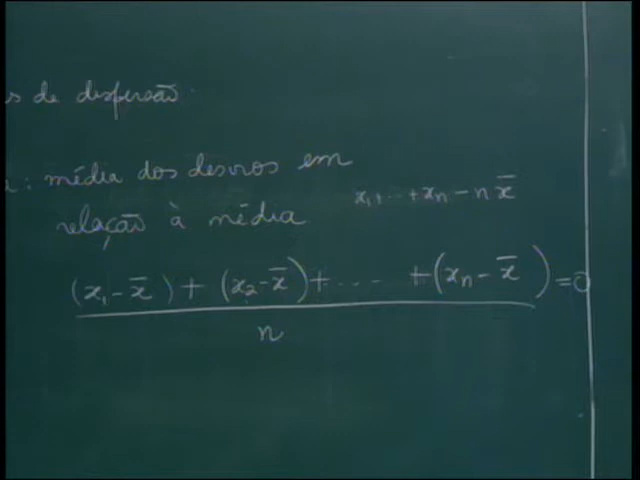 s de dispersão.
: média dos desvios em
relação à média
x₁, ... + xₙ - n x̄
(x₁ - x̄) + (x₂ - x̄) + .... + (xₙ - x̄) = 0
n